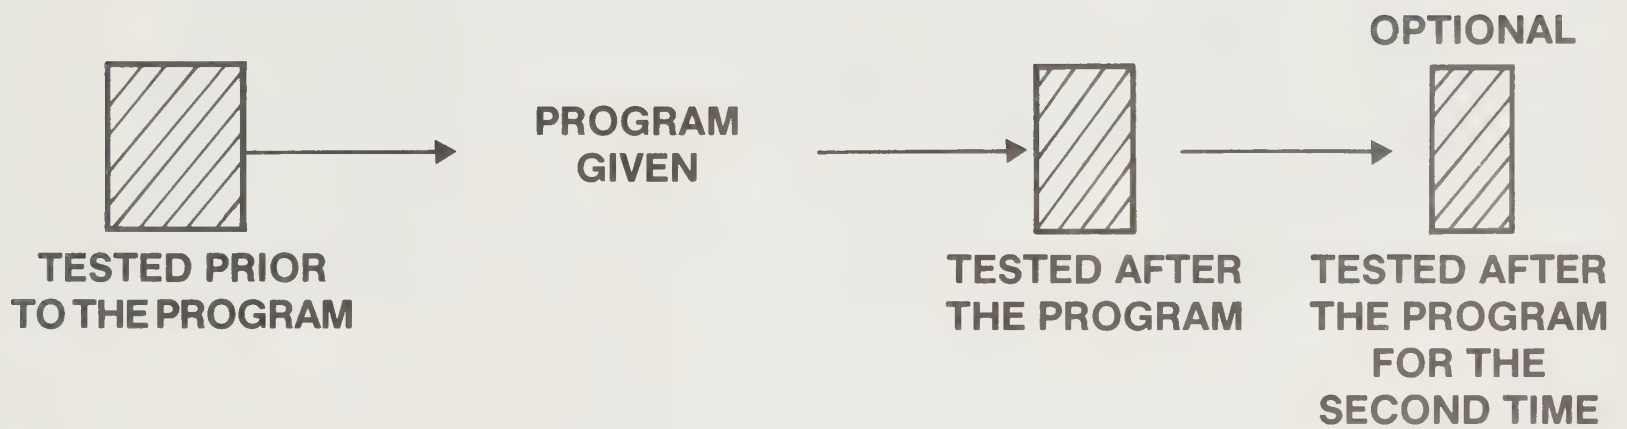 OPTIONAL
PROGRAM
GIVEN
TESTED PRIOR
TO THE PROGRAM
TESTED AFTER
THE PROGRAM
TESTED AFTER
THE PROGRAM
FOR THE
SECOND TIME